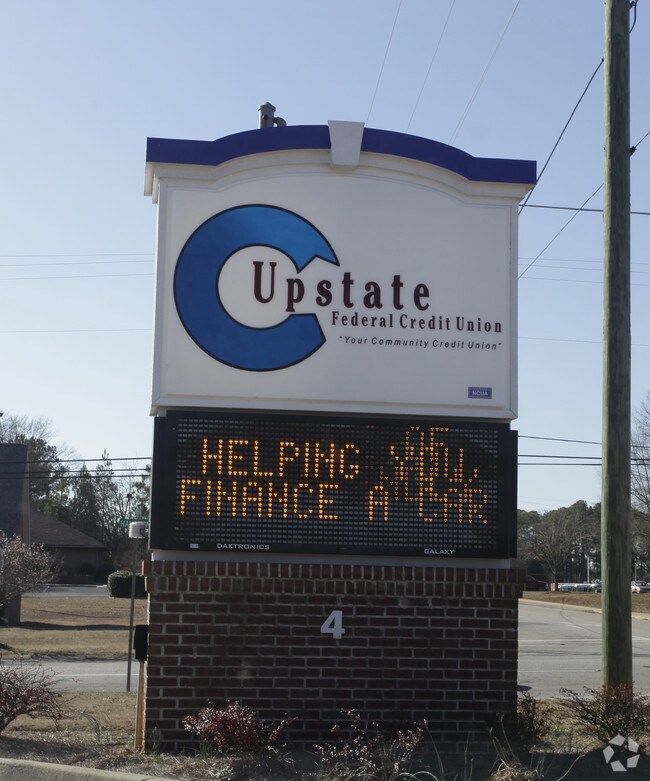 Upstate
Federal Credit Union
"Your Community Credit Union"
NCUA
HELPING
FINANCE A CAR
DAKTRONICS GALAXY
4